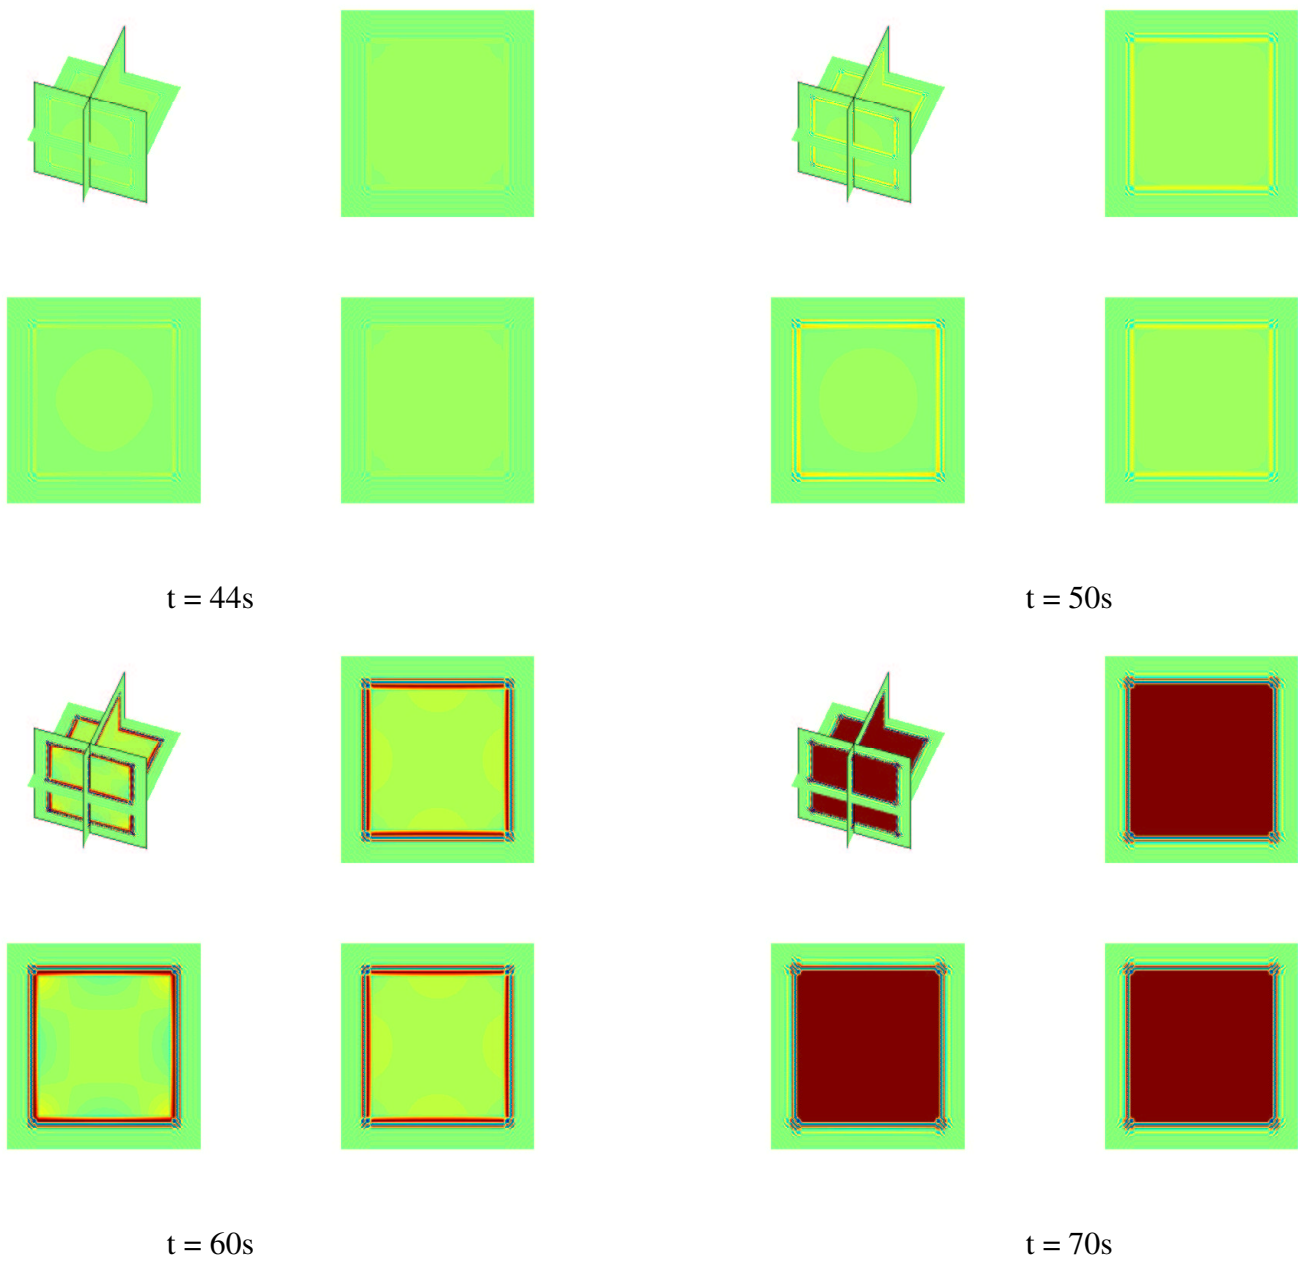 t = 44s
t = 50s
t = 60s
t = 70s